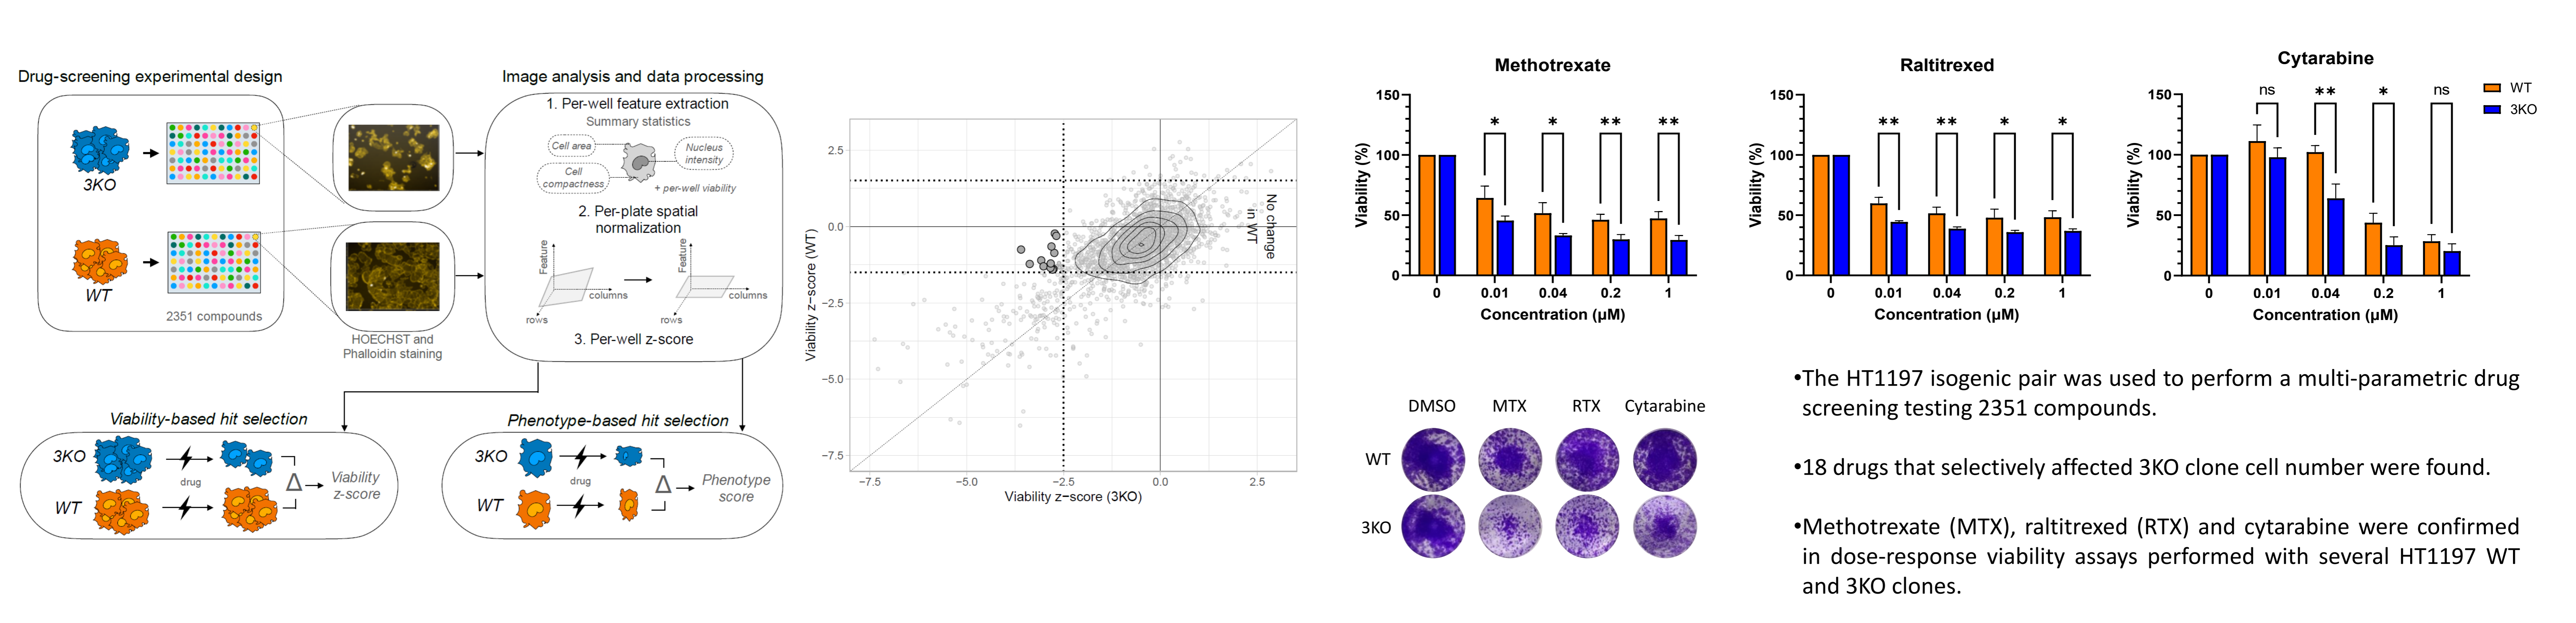 Drug-screening experimental design
3KO
WT
2351 compounds
HOECHST and
Phalloidin staining
Image analysis and data processing
1. Per-well feature extraction
Summary statistics
Cell area
Cell
compactness
Nucleus
intensity
+ per-well viability
2. Per-plate spatial
normalization
Feature
columns
rows
Feature
columns
rows
3. Per-well z-score
Viability-based hit selection
3KO
drug
WT
Δ
Viability
z-score
Phenotype-based hit selection
3KO
drug
WT
Δ
Phenotype
score
Viability z−score (WT)
2.5
0.0
−2.5
−5.0
−7.5
−7.5
−5.0
−2.5
0.0
2.5
Viability z−score (3KO)
No change
in WT
Methotrexate
Viability (%)
150
100
50
0
* * ** **
0 0.01 0.04 0.2 1
Concentration (µM)
Raltitrexed
Viability (%)
150
100
50
0
** ** * *
0 0.01 0.04 0.2 1
Concentration (µM)
Cytarabine
Viability (%)
150
100
50
0
ns ** * ns
0 0.01 0.04 0.2 1
Concentration (µM)
WT
3KO
DMSO MTX RTX Cytarabine
WT
3KO
•The HT1197 isogenic pair was used to perform a multi-parametric drug
screening testing 2351 compounds.
•18 drugs that selectively affected 3KO clone cell number were found.
•Methotrexate (MTX), raltitrexed (RTX) and cytarabine were confirmed
in dose-response viability assays performed with several HT1197 WT
and 3KO clones.